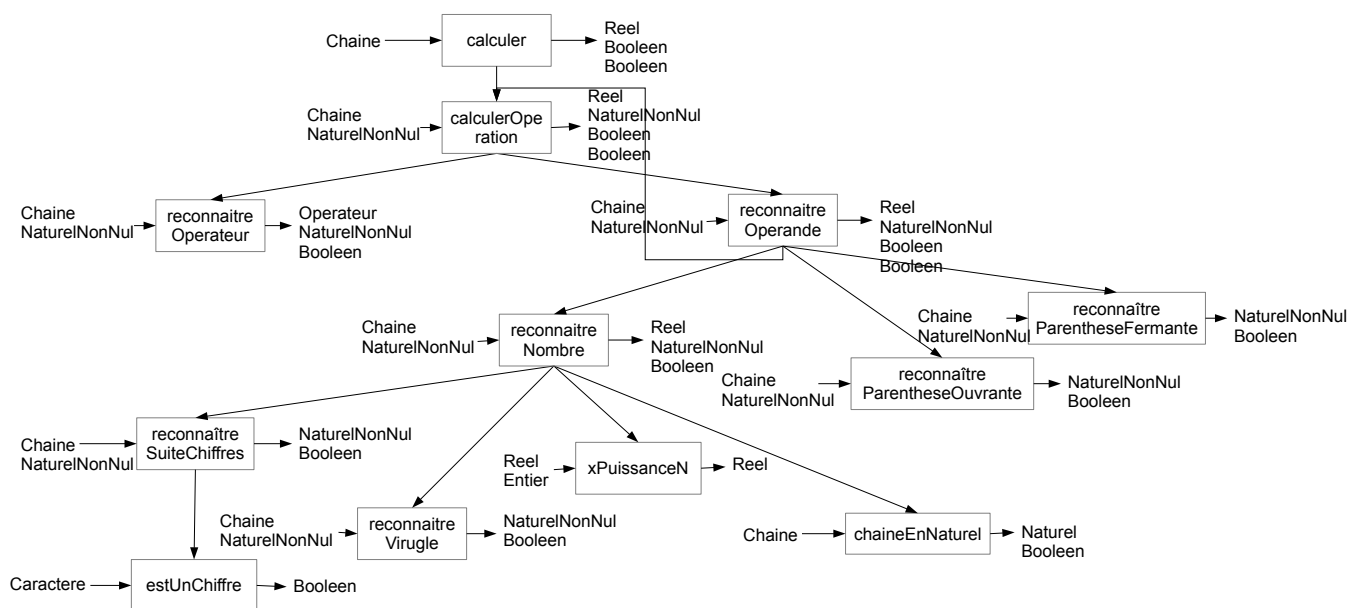 Chaine
calculer
Reel
Booleen
Booleen
Chaine
NaturelNonNul
calculerOpe
ration
Reel
NaturelNonNul
Booleen
Booleen
Chaine
NaturelNonNul
reconnaitre
Operateur
Operateur
NaturelNonNul
Booleen
Chaine
NaturelNonNul
reconnaitre
Operande
Reel
NaturelNonNul
Booleen
Booleen
Chaine
NaturelNonNul
reconnaître
ParentheseFermante
NaturelNonNul
Booleen
Chaine
NaturelNonNul
reconnaitre
Nombre
Reel
NaturelNonNul
Booleen
Chaine
NaturelNonNul
reconnaître
ParentheseOuvrante
NaturelNonNul
Booleen
Chaine
NaturelNonNul
reconnaître
SuiteChiffres
NaturelNonNul
Booleen
Reel
Entier
xPuissanceN
Reel
Chaine
NaturelNonNul
reconnaitre
Virugle
NaturelNonNul
Booleen
Chaine
chaineEnNaturel
Naturel
Booleen
Caractere
estUnChiffre
Booleen